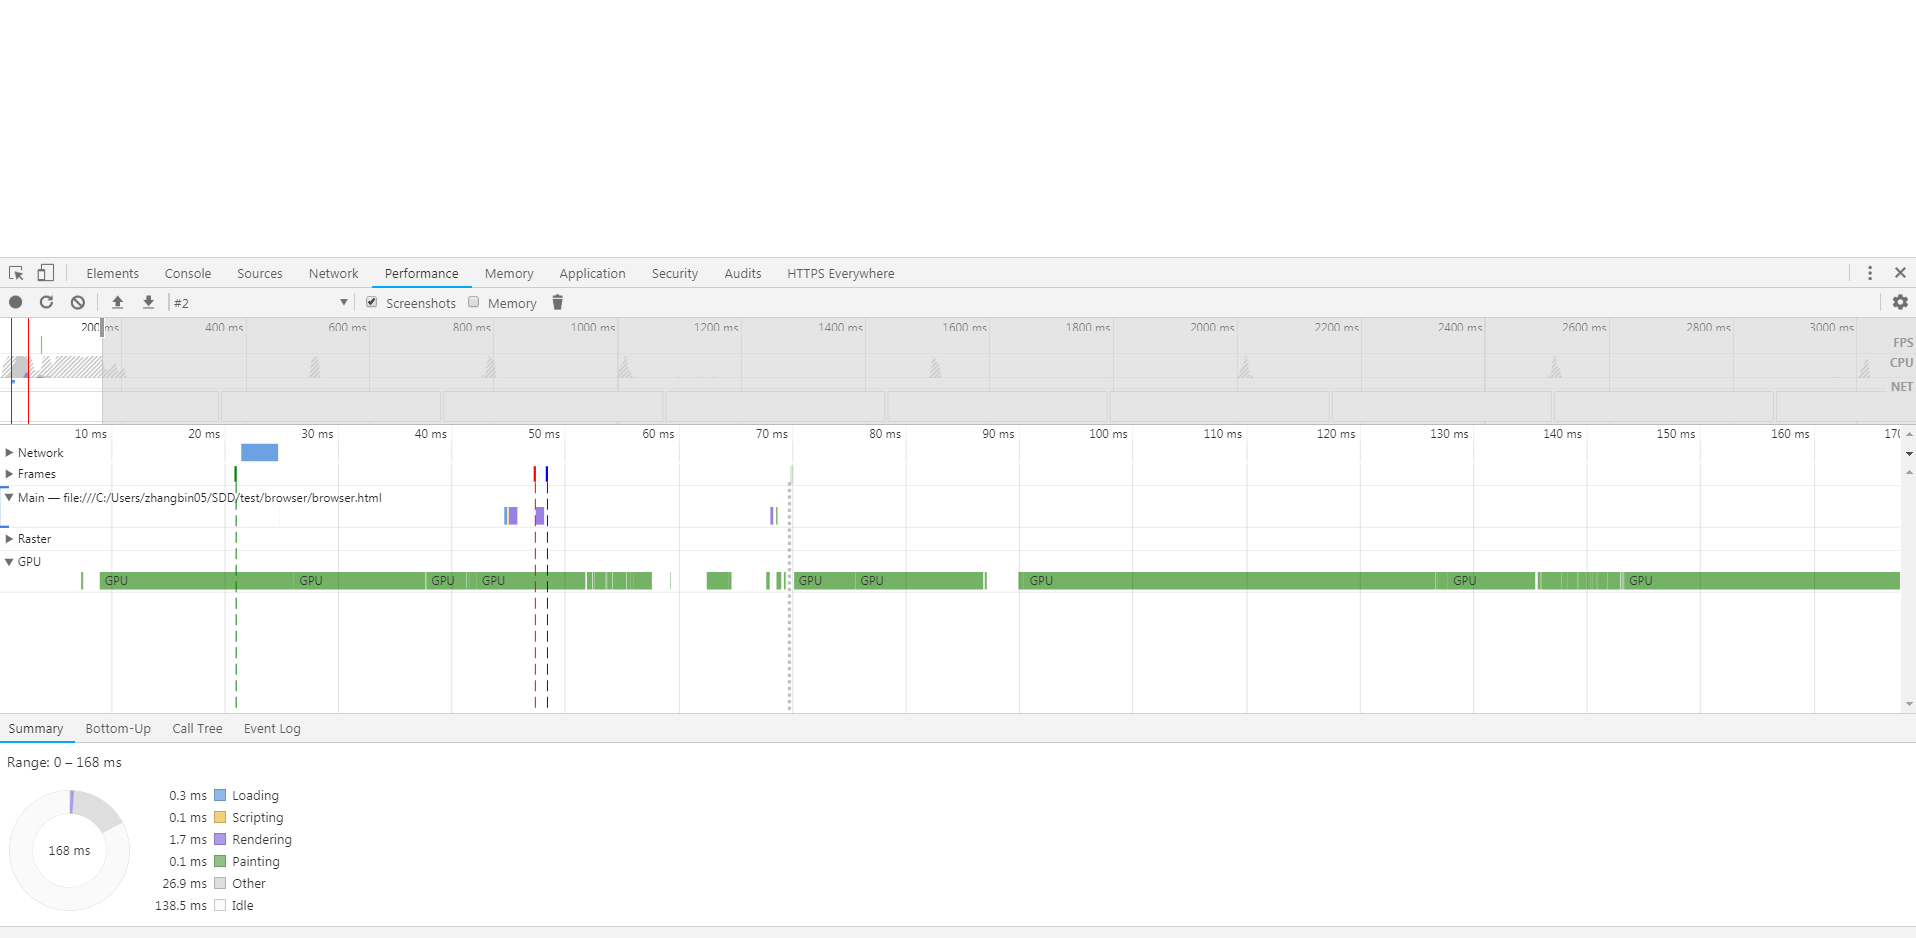 Elements Console Sources Network Performance Memory Application Security Audits HTTPS Everywhere
#2 Screenshots Memory
200 ms 400 ms 600 ms 800 ms 1000 ms 1200 ms 1400 ms 1600 ms 1800 ms 2000 ms 2200 ms 2400 ms 2600 ms 2800 ms 3000 ms
FPS
CPU
NET
10 ms 20 ms 30 ms 40 ms 50 ms 60 ms 70 ms 80 ms 90 ms 100 ms 110 ms 120 ms 130 ms 140 ms 150 ms 160 ms 170
Network
Frames
Main — file:///C:/Users/zhangbin05/SDD/test/browser/browser.html
Raster
GPU
GPU GPU GPU GPU GPU GPU GPU GPU GPU
Summary Bottom-Up Call Tree Event Log
Range: 0 – 168 ms
0.3 ms Loading
0.1 ms Scripting
1.7 ms Rendering
168 ms
0.1 ms Painting
26.9 ms Other
138.5 ms Idle